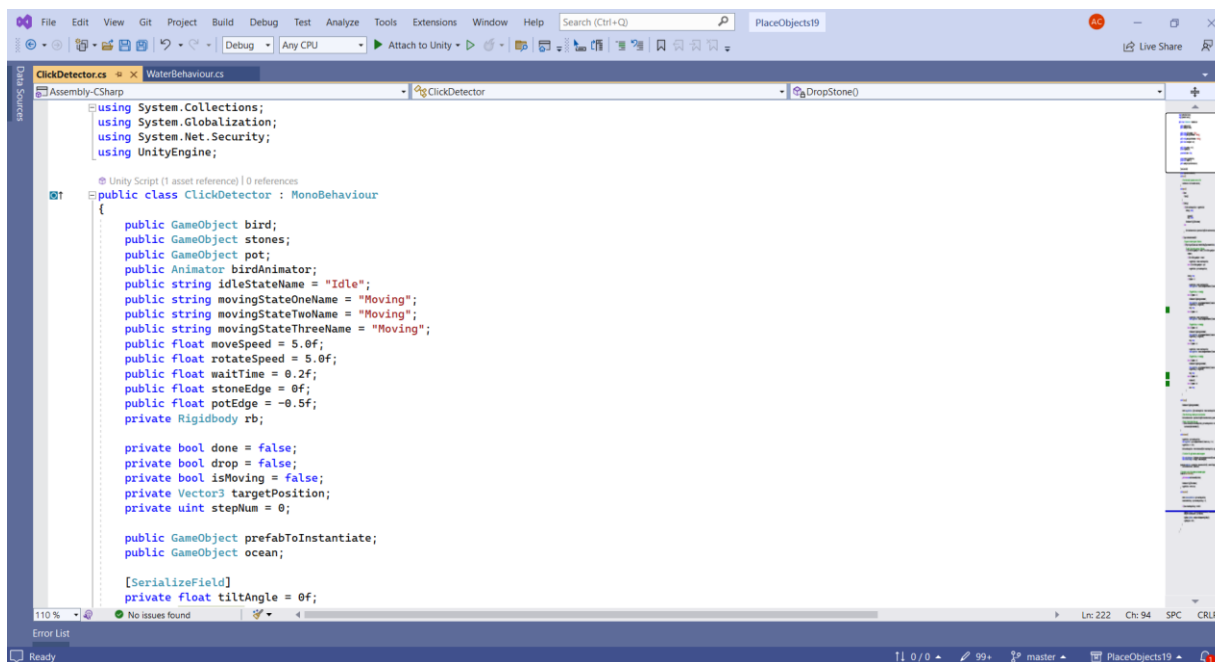 File Edit View Git Project Build Debug Test Analyze Tools Extensions Window Help Search (Ctrl+Q) PlaceObjects19 AC
Debug Any CPU Attach to Unity Live Share
Data Sources
ClickDetector.cs WaterBehaviour.cs
Assembly-CSharp ClickDetector DropStone()
using System.Collections;
using System.Globalization;
using System.Net.Security;
using UnityEngine;
Unity Script (1 asset reference) | 0 references
public class ClickDetector : MonoBehaviour
{
public GameObject bird;
public GameObject stones;
public GameObject pot;
public Animator birdAnimator;
public string idleStateName = "Idle";
public string movingStateOneName = "Moving";
public string movingStateTwoName = "Moving";
public string movingStateThreeName = "Moving";
public float moveSpeed = 5.0f;
public float rotateSpeed = 5.0f;
public float waitTime = 0.2f;
public float stoneEdge = 0f;
public float potEdge = -0.5f;
private Rigidbody rb;
private bool done = false;
private bool drop = false;
private bool isMoving = false;
private Vector3 targetPosition;
private uint stepNum = 0;
public GameObject prefabToInstantiate;
public GameObject ocean;
[SerializeField]
private float tiltAngle = 0f;
110 % No issues found Ln: 222 Ch: 94 SPC CRLF
Error List
Ready 0 / 0 99+ master PlaceObjects19